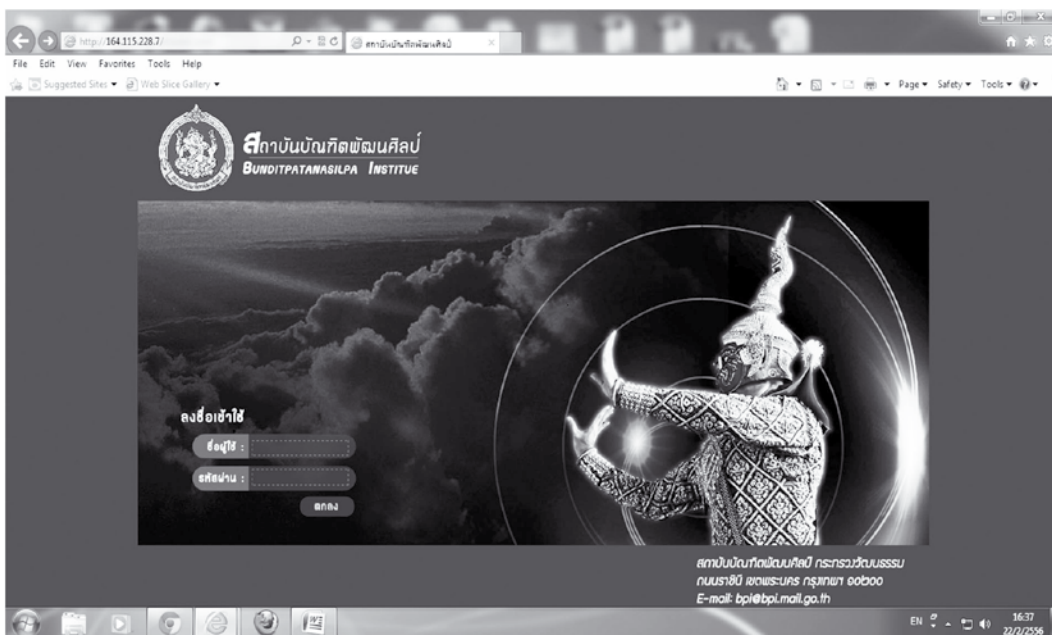 http://164.115.228.7/
สถาบันบัณฑิตพัฒนศิลป์
File Edit View Favorites Tools Help
Suggested Sites Web Slice Gallery Page Safety Tools
สถาบันบัณฑิตพัฒนศิลป์
BUNDITPATANASILPA INSTITUE
ลงชื่อเข้าใช้
ชื่อผู้ใช้ :
รหัสผ่าน :
ตกลง
สถาบันบัณฑิตพัฒนศิลป์ กระทรวงวัฒนธรรม
ถนนราชินี เขตพระนคร กรุงเทพฯ ๑๐๒๐๐
E-mail: bpi@bpi.mail.go.th
EN 16:37
22/2/2556